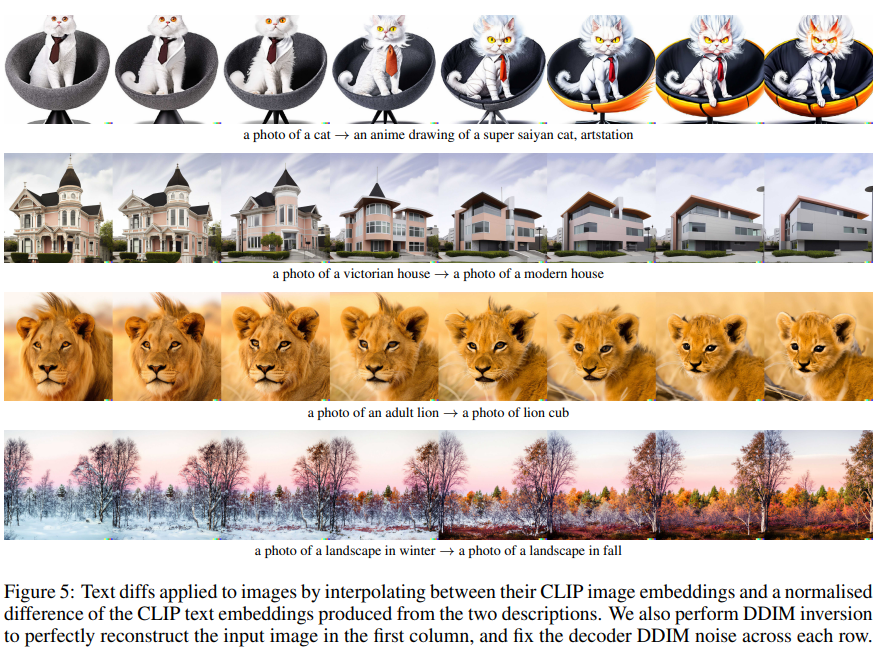 a photo of a cat → an anime drawing of a super saiyan cat, artstation
a photo of a victorian house → a photo of a modern house
a photo of an adult lion → a photo of lion cub
a photo of a landscape in winter → a photo of a landscape in fall
Figure 5: Text diffs applied to images by interpolating between their CLIP image embeddings and a normalised
difference of the CLIP text embeddings produced from the two descriptions. We also perform DDIM inversion
to perfectly reconstruct the input image in the first column, and fix the decoder DDIM noise across each row.